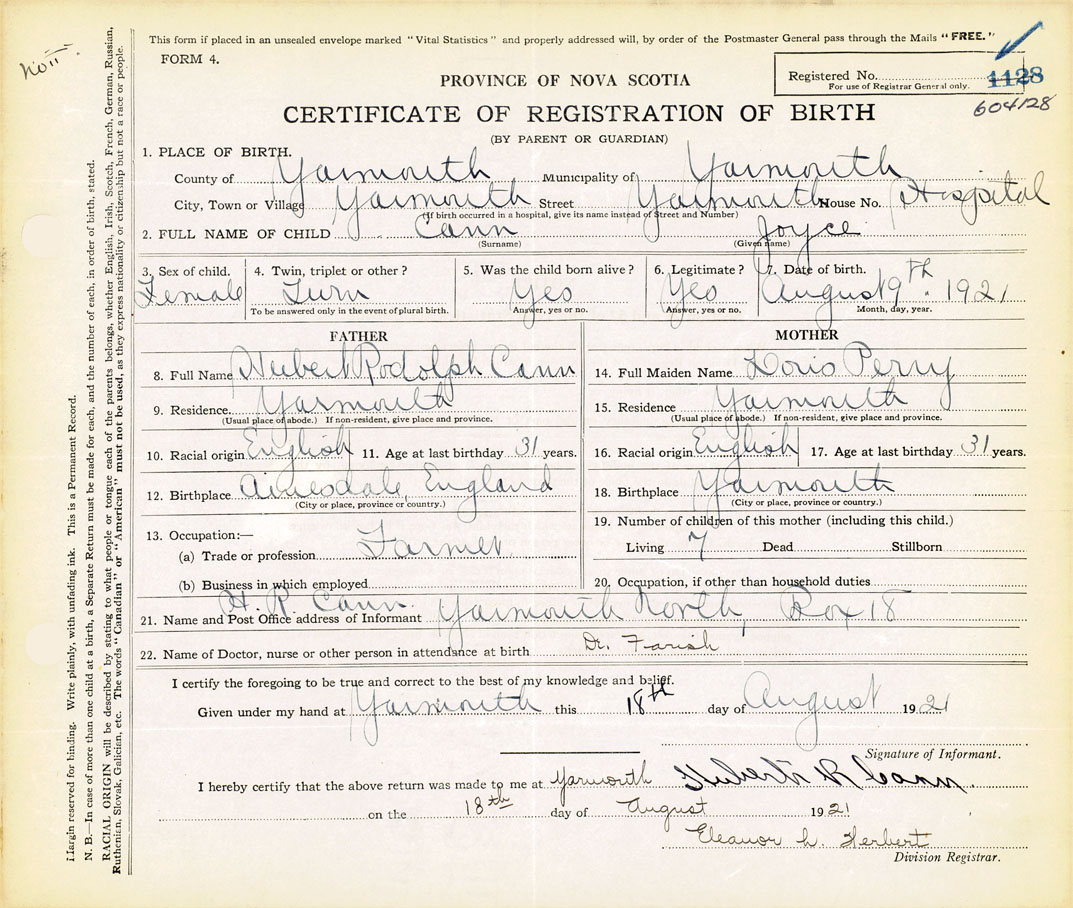 This form if placed in an unsealed envelope marked "Vital Statistics" and properly addressed will, by order of the Postmaster General pass through the Mails "FREE."
FORM 4.
PROVINCE OF NOVA SCOTIA
Registered No. 1128
For use of Registrar General only.
604128
CERTIFICATE OF REGISTRATION OF BIRTH
(BY PARENT OR GUARDIAN)
1. PLACE OF BIRTH.
County of Yarmouth Municipality of Yarmouth
City, Town or Village Yarmouth Street Yarmouth House No. Hospital
(If birth occurred in a hospital, give its name instead of Street and Number)
2. FULL NAME OF CHILD Cann Joyce
(Surname) (Given name)
3. Sex of child. 4. Twin, triplet or other? 5. Was the child born alive? 6. Legitimate? 7. Date of birth.
Female Twin Yes Yes August 9th. 1921
To be answered only in the event of plural birth. Answer, yes or no. Answer, yes or no. Month, day, year.
FATHER
8. Full Name Hubert Rodolph Cann
9. Residence Yarmouth
(Usual place of abode.) If non-resident, give place and province.
10. Racial origin English 11. Age at last birthday 31 years.
12. Birthplace Ainesdale, England
(City or place, province or country.)
13. Occupation:—
(a) Trade or profession Farmer
(b) Business in which employed
MOTHER
14. Full Maiden Name Doris Perry
15. Residence Yarmouth
(Usual place of abode.) If non-resident, give place and province.
16. Racial origin English 17. Age at last birthday 31 years.
18. Birthplace Yarmouth
(City or place, province or country.)
19. Number of children of this mother (including this child.)
Living 7 Dead Stillborn
20. Occupation, if other than household duties
21. Name and Post Office address of Informant H. R. Cann. Yarmouth North, Box 18
22. Name of Doctor, nurse or other person in attendance at birth Dr. Farish
I certify the foregoing to be true and correct to the best of my knowledge and belief.
Given under my hand at Yarmouth this 18th day of August 1921
Signature of Informant.
I hereby certify that the above return was made to me at Yarmouth Hubert R Cann.
on the 18th day of August 1921
Eleanor L. Herbert
Division Registrar.
Margin reserved for binding. Write plainly, with unfading ink. This is a Permanent Record.
N. B.—In case of more than one child at a birth, a Separate Return must be made for each, and the number of each, in order of birth, stated.
RACIAL ORIGIN will be described by stating to what people or tongue each of the parents belongs, whether English, Irish, Scotch, French, German, Russian,
Ruthenian, Slovak, Galician, etc. The words "Canadian" or "American" must not be used, as they express nationality or citizenship but not a race or people.